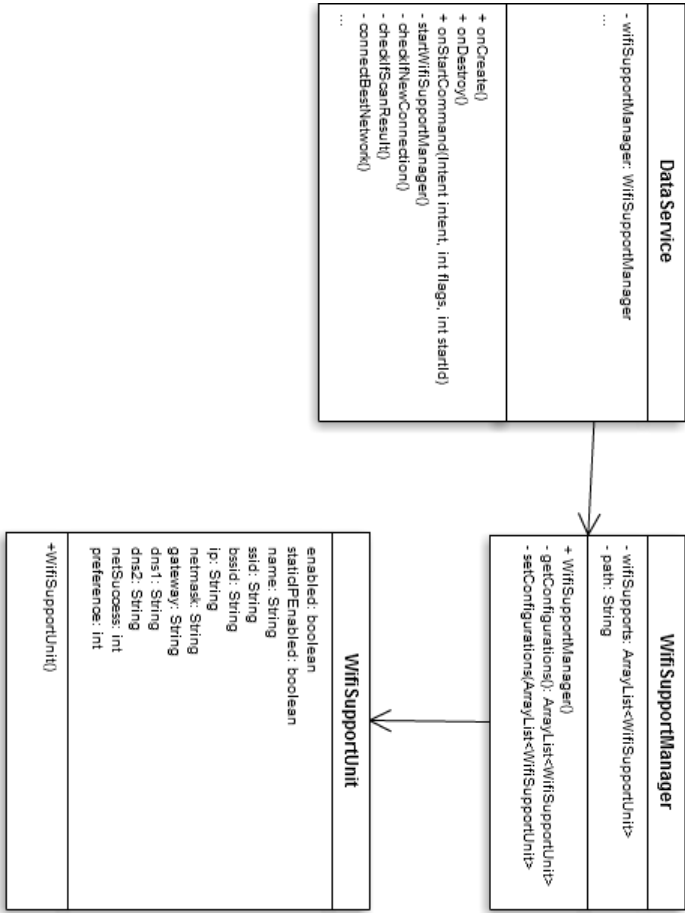 DataService
- wifiSupportManager: WifiSupportManager
...
+ onCreate()
+ onDestroy()
+ onStartCommand(Intent intent, int flags, int startId)
- startWifiSupportManager()
- checkIfNewConnection()
- checkIfScanResult()
- connectBestNetwork()
...
WifiSupportManager
- wifiSupports: ArrayList<WifiSupportUnit>
- path: String
+ WifiSupportManager()
- getConfigurations(): ArrayList<WifiSupportUnit>
- setConfigurations(ArrayList<WifiSupportUnit>
WifiSupportUnit
enabled: boolean
staticIPEnabled: boolean
name: String
ssid: String
bssid: String
ip: String
netmask: String
gateway: String
dns1: String
dns2: String
netSuccess: int
preference: int
+WifiSupportUnit()